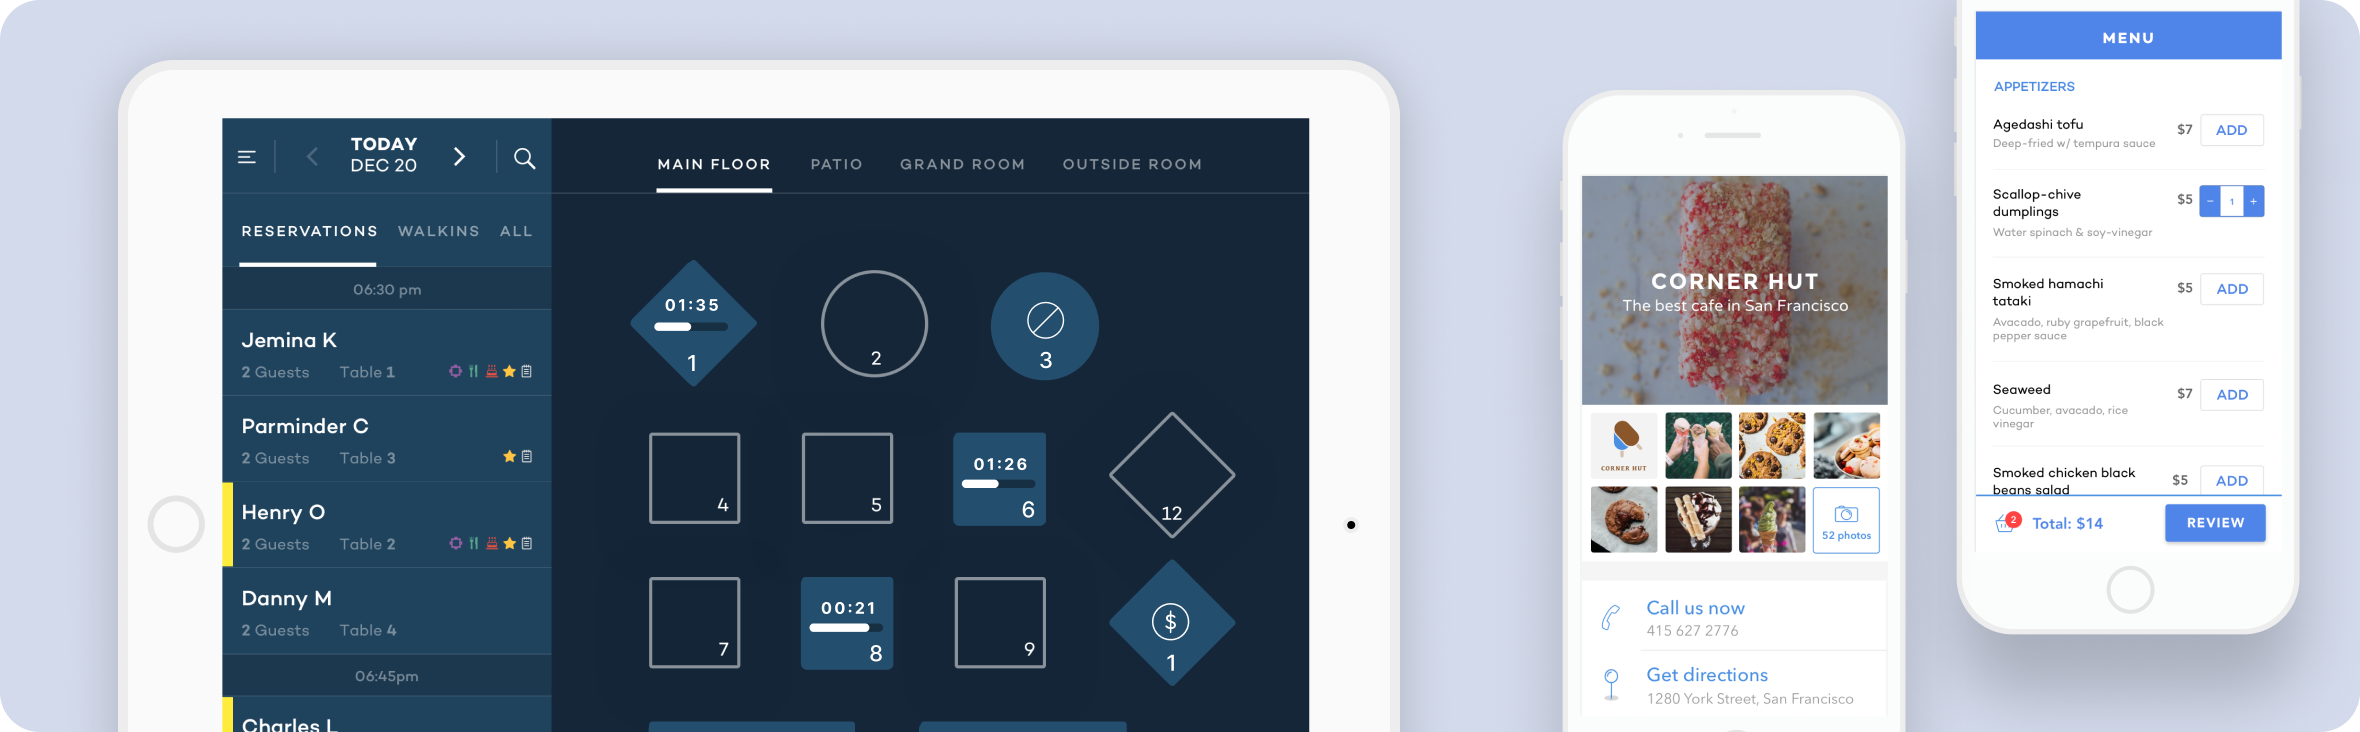 TODAY
DEC 20
RESERVATIONS WALKINS ALL
06:30 pm
Jemina K
2 Guests Table 1
Parminder C
2 Guests Table 3
Henry O
2 Guests Table 2
Danny M
2 Guests Table 4
06:45pm
Charles L
MAIN FLOOR PATIO GRAND ROOM OUTSIDE ROOM
01:35
1
2
3
4
5
01:26
6
12
7
00:21
8
9
$
1
CORNER HUT
The best cafe in San Francisco
CORNER HUT
52 photos
Call us now
415 627 2776
Get directions
1280 York Street, San Francisco
MENU
APPETIZERS
Agedashi tofu $7 ADD
Deep-fried w/ tempura sauce
Scallop-chive $5 - 1 +
dumplings
Water spinach & soy-vinegar
Smoked hamachi $5 ADD
tataki
Avacado, ruby grapefruit, black
pepper sauce
Seaweed $7 ADD
Cucumber, avacado, rice
vinegar
Smoked chicken black $5 ADD
beans salad
2 Total: $14 REVIEW